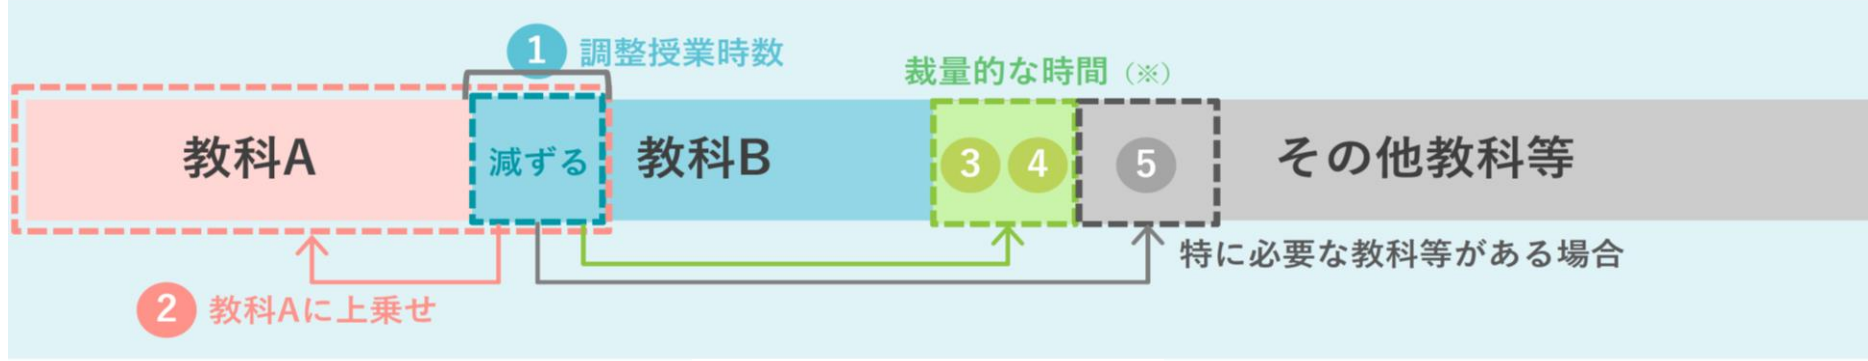 1 調整授業時数
裁量的な時間（※）
教科A 減ずる 教科B 3 4 5 その他教科等
特に必要な教科等がある場合
2 教科Aに上乗せ